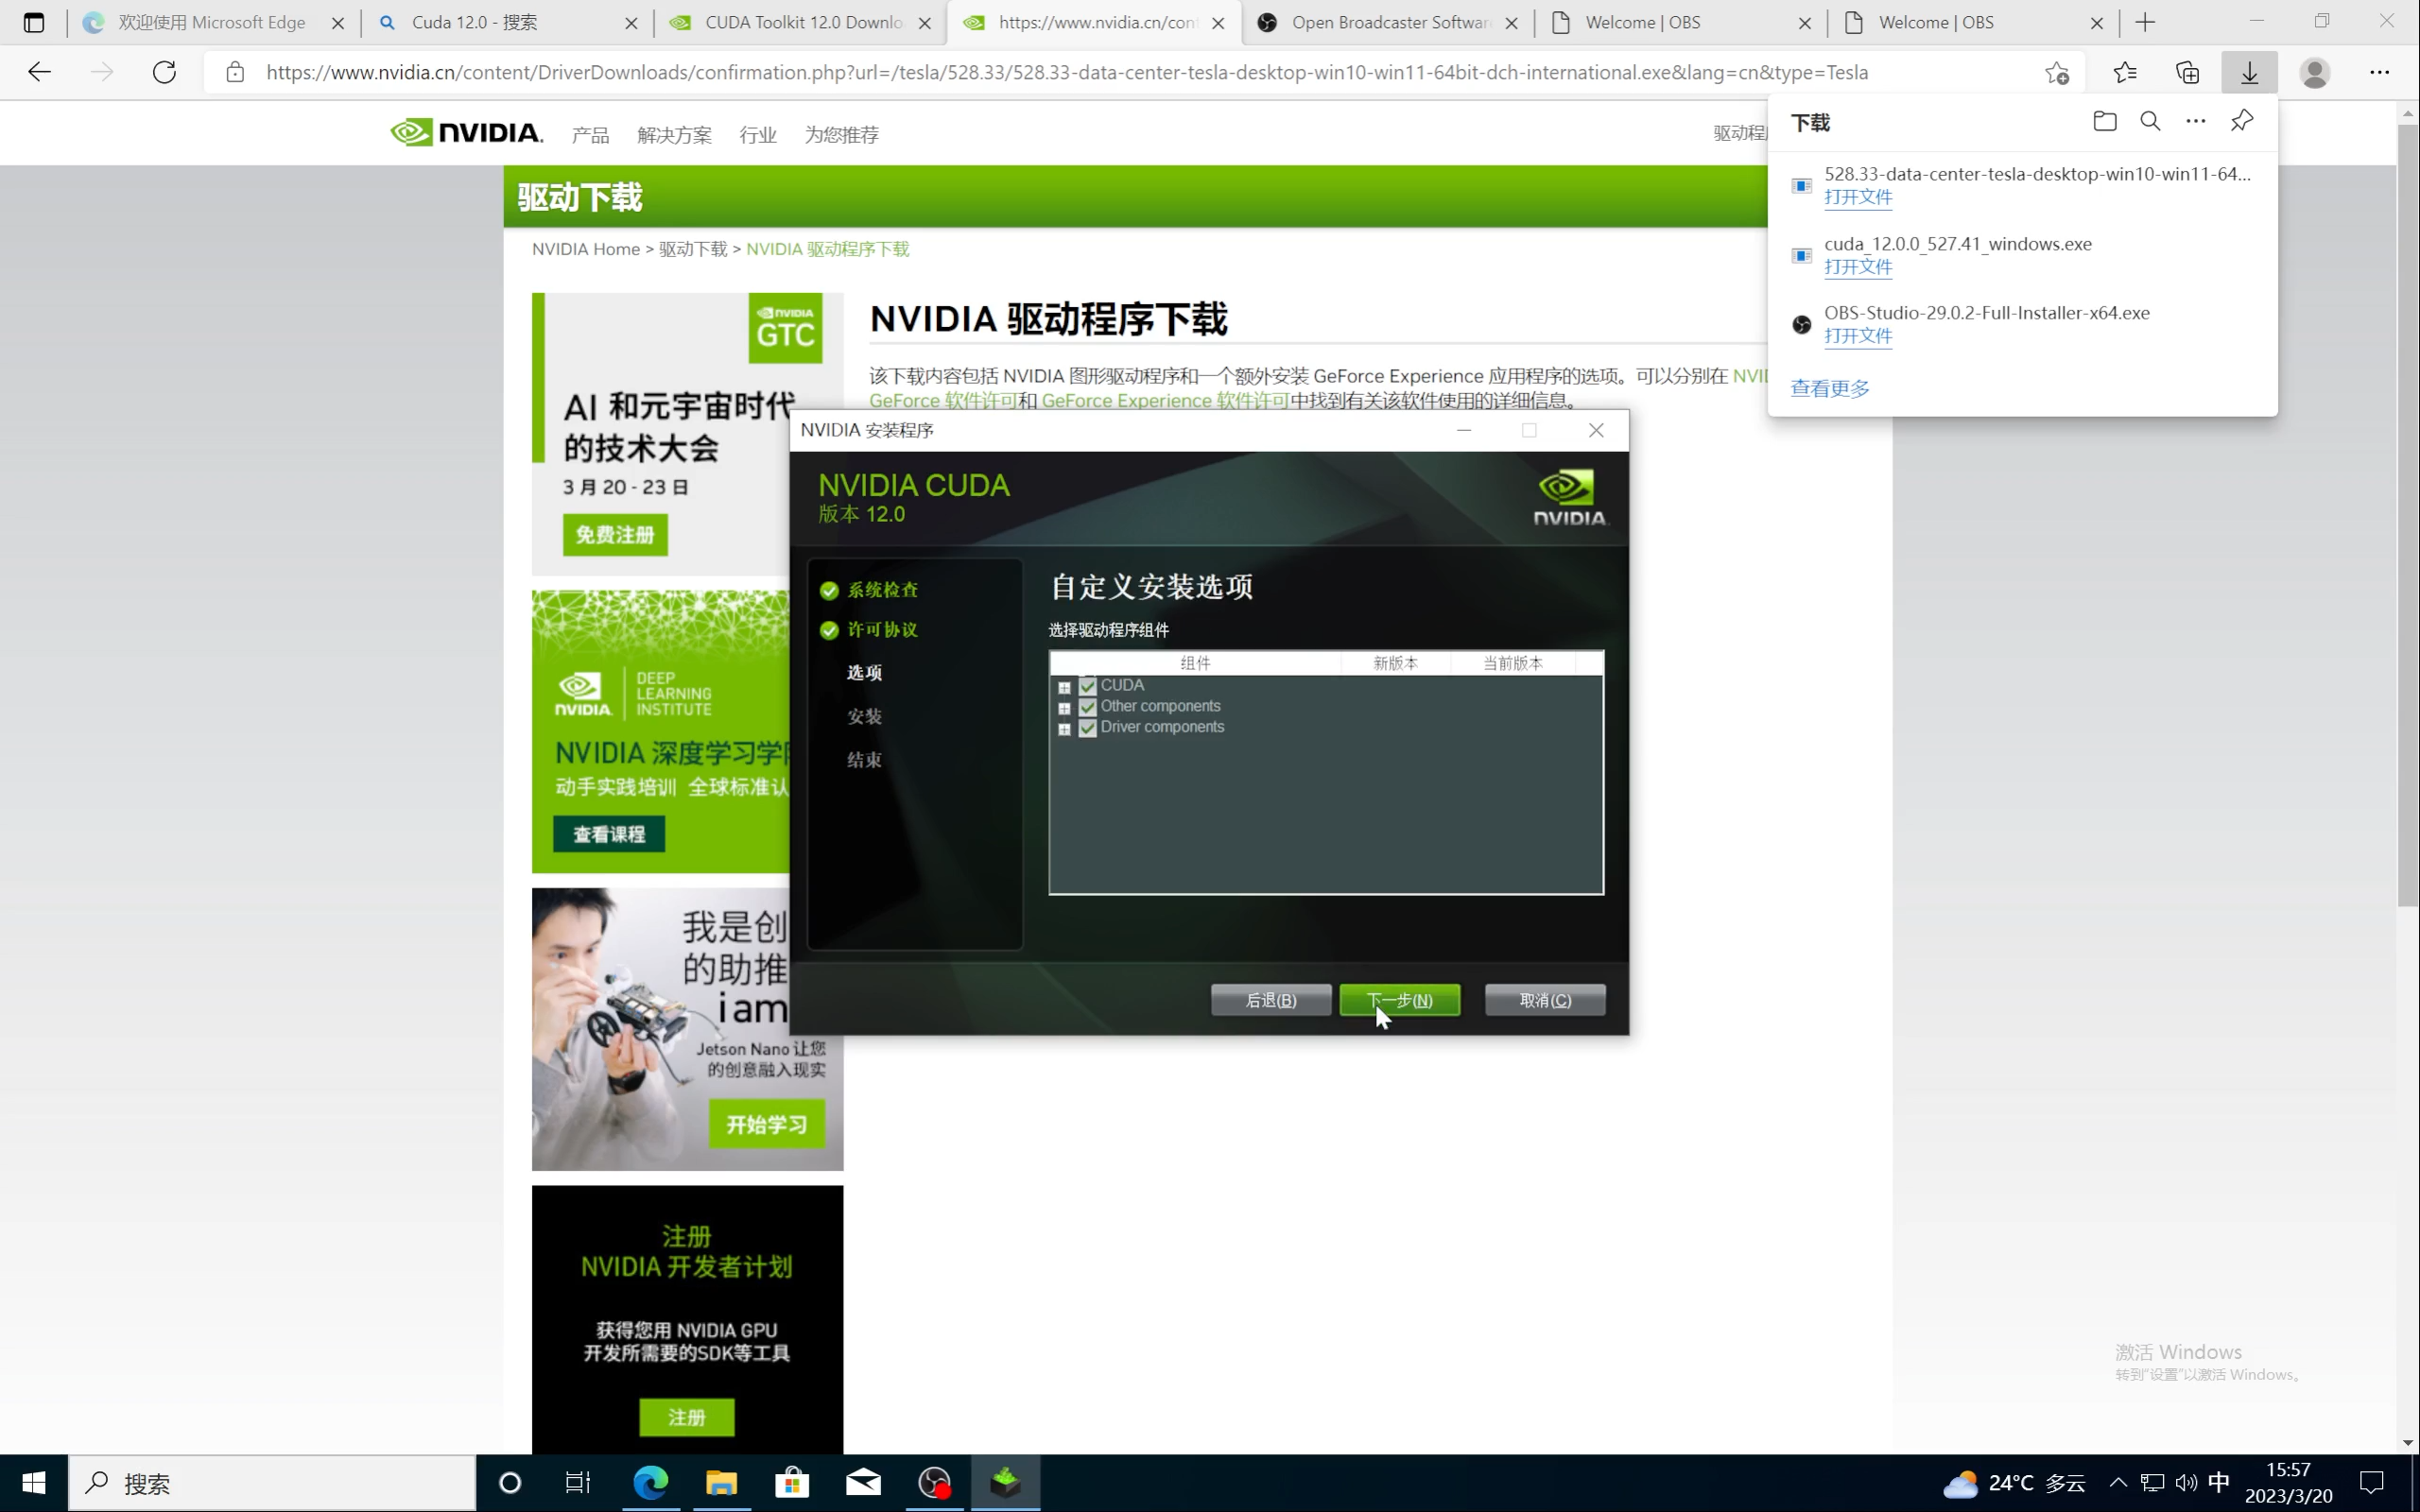 欢迎使用 Microsoft Edge
Cuda 12.0 - 搜索
CUDA Toolkit 12.0 Downlo
https://www.nvidia.cn/cont
Open Broadcaster Softwar
Welcome | OBS
Welcome | OBS
https://www.nvidia.cn/content/DriverDownloads/confirmation.php?url=/tesla/528.33/528.33-data-center-tesla-desktop-win10-win11-64bit-dch-international.exe&lang=cn&type=Tesla
NVIDIA. 产品 解决方案 行业 为您推荐
驱动程
下载
528.33-data-center-tesla-desktop-win10-win11-64...
打开文件
cuda_12.0.0_527.41_windows.exe
打开文件
OBS-Studio-29.0.2-Full-Installer-x64.exe
打开文件
查看更多
驱动下载
NVIDIA Home > 驱动下载 > NVIDIA 驱动程序下载
NVIDIA
GTC
AI 和元宇宙时代
的技术大会
3 月 20 - 23 日
免费注册
NVIDIA 驱动程序下载
该下载内容包括 NVIDIA 图形驱动程序和一个额外安装 GeForce Experience 应用程序的选项。可以分别在 NVI
GeForce 软件许可和 GeForce Experience 软件许可中找到有关该软件使用的详细信息。
NVIDIA 安装程序
NVIDIA CUDA
版本 12.0
NVIDIA.
系统检查
许可协议
选项
安装
结束
自定义安装选项
选择驱动程序组件
组件 新版本 当前版本
CUDA
Other components
Driver components
后退(B) 下一步(N) 取消(C)
NVIDIA.
DEEP
LEARNING
INSTITUTE
NVIDIA 深度学习学
动手实践培训 全球标准认
查看课程
我是创
的助推
iam
Jetson Nano 让您
的创意融入现实
开始学习
注册
NVIDIA 开发者计划
获得您用 NVIDIA GPU
开发所需要的SDK等工具
注册
激活 Windows
转到"设置"以激活 Windows。
搜索
24°C 多云
中
15:57
2023/3/20